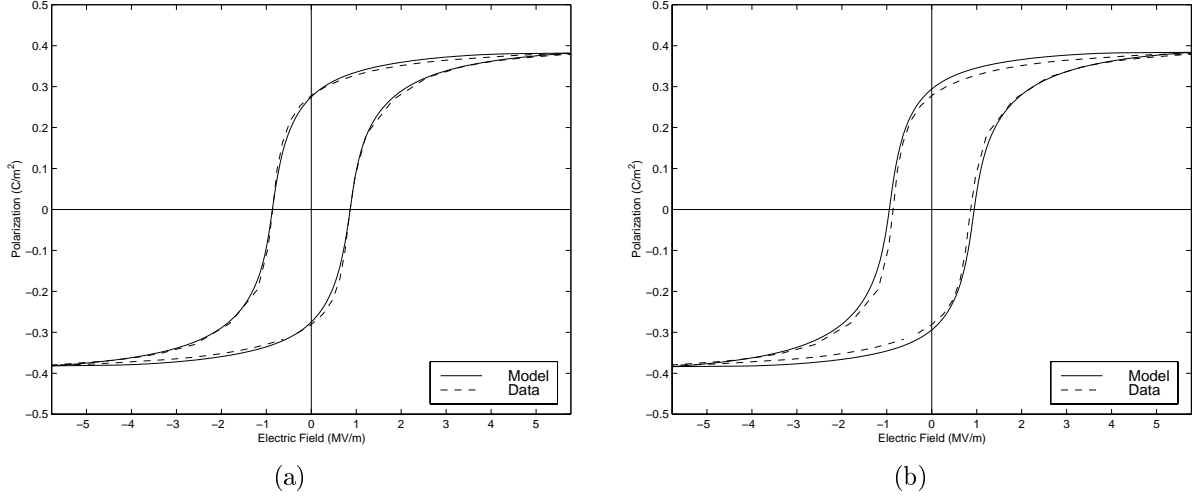 0.5
0.4
0.3
0.2
0.1
0
−0.1
−0.2
−0.3
−0.4
−0.5
Polarization (C/m²)
−5 −4 −3 −2 −1 0 1 2 3 4 5
Electric Field (MV/m)
Model
Data
(a)
0.5
0.4
0.3
0.2
0.1
0
−0.1
−0.2
−0.3
−0.4
−0.5
Polarization (C/m²)
−5 −4 −3 −2 −1 0 1 2 3 4 5
Electric Field (MV/m)
Model
Data
(b)